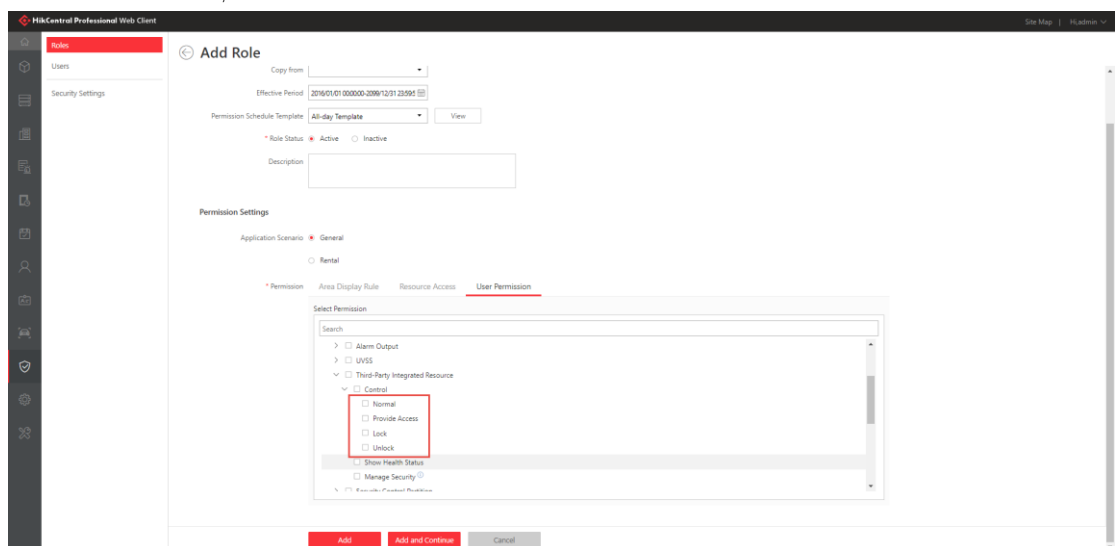 HikCentral Professional Web Client
Site Map | Hi,admin
Roles
Users
Security Settings
Add Role
Copy from
Effective Period 2016/01/01 00:00:00-2099/12/31 23:59:5
Permission Schedule Template All-day Template View
* Role Status Active Inactive
Description
Permission Settings
Application Scenario General
Rental
* Permission Area Display Rule Resource Access User Permission
Select Permission
Search
Alarm Output
UVSS
Third-Party Integrated Resource
Control
Normal
Provide Access
Lock
Unlock
Show Health Status
Manage Security
Security Control Partition
Add Add and Continue Cancel